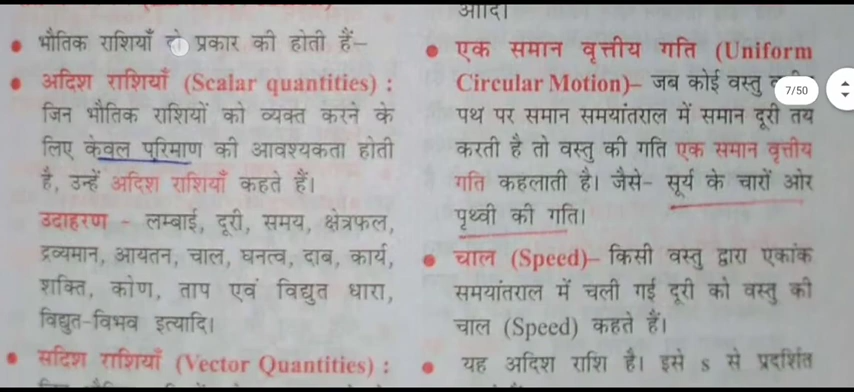 भौतिक राशियाँ दो प्रकार की होती हैं–
अदिश राशियाँ (Scalar quantities) :
जिन भौतिक राशियों को व्यक्त करने के
लिए केवल परिमाण की आवश्यकता होती
है, उन्हें अदिश राशियाँ कहते हैं।
उदाहरण - लम्बाई, दूरी, समय, क्षेत्रफल,
द्रव्यमान, आयतन, चाल, घनत्व, दाब, कार्य,
शक्ति, कोण, ताप एवं विद्युत धारा,
विद्युत-विभव इत्यादि।
सदिश राशियाँ (Vector Quantities) :
आदि।
एक समान वृत्तीय गति (Uniform
Circular Motion)– जब कोई वस्तु
7/50
पथ पर समान समयांतराल में समान दूरी तय
करती है तो वस्तु की गति एक समान वृत्तीय
गति कहलाती है। जैसे- सूर्य के चारों ओर
पृथ्वी की गति।
चाल (Speed)– किसी वस्तु द्वारा एकांक
समयांतराल में चली गई दूरी को वस्तु की
चाल (Speed) कहते हैं।
यह अदिश राशि है। इसे s से प्रदर्शित